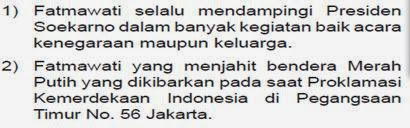 1) Fatmawati selalu mendampingi Presiden
Soekarno dalam banyak kegiatan baik acara
kenegaraan maupun keluarga.
2) Fatmawati yang menjahit bendera Merah
Putih yang dikibarkan pada saat Proklamasi
Kemerdekaan Indonesia di Pegangsaan
Timur No. 56 Jakarta.